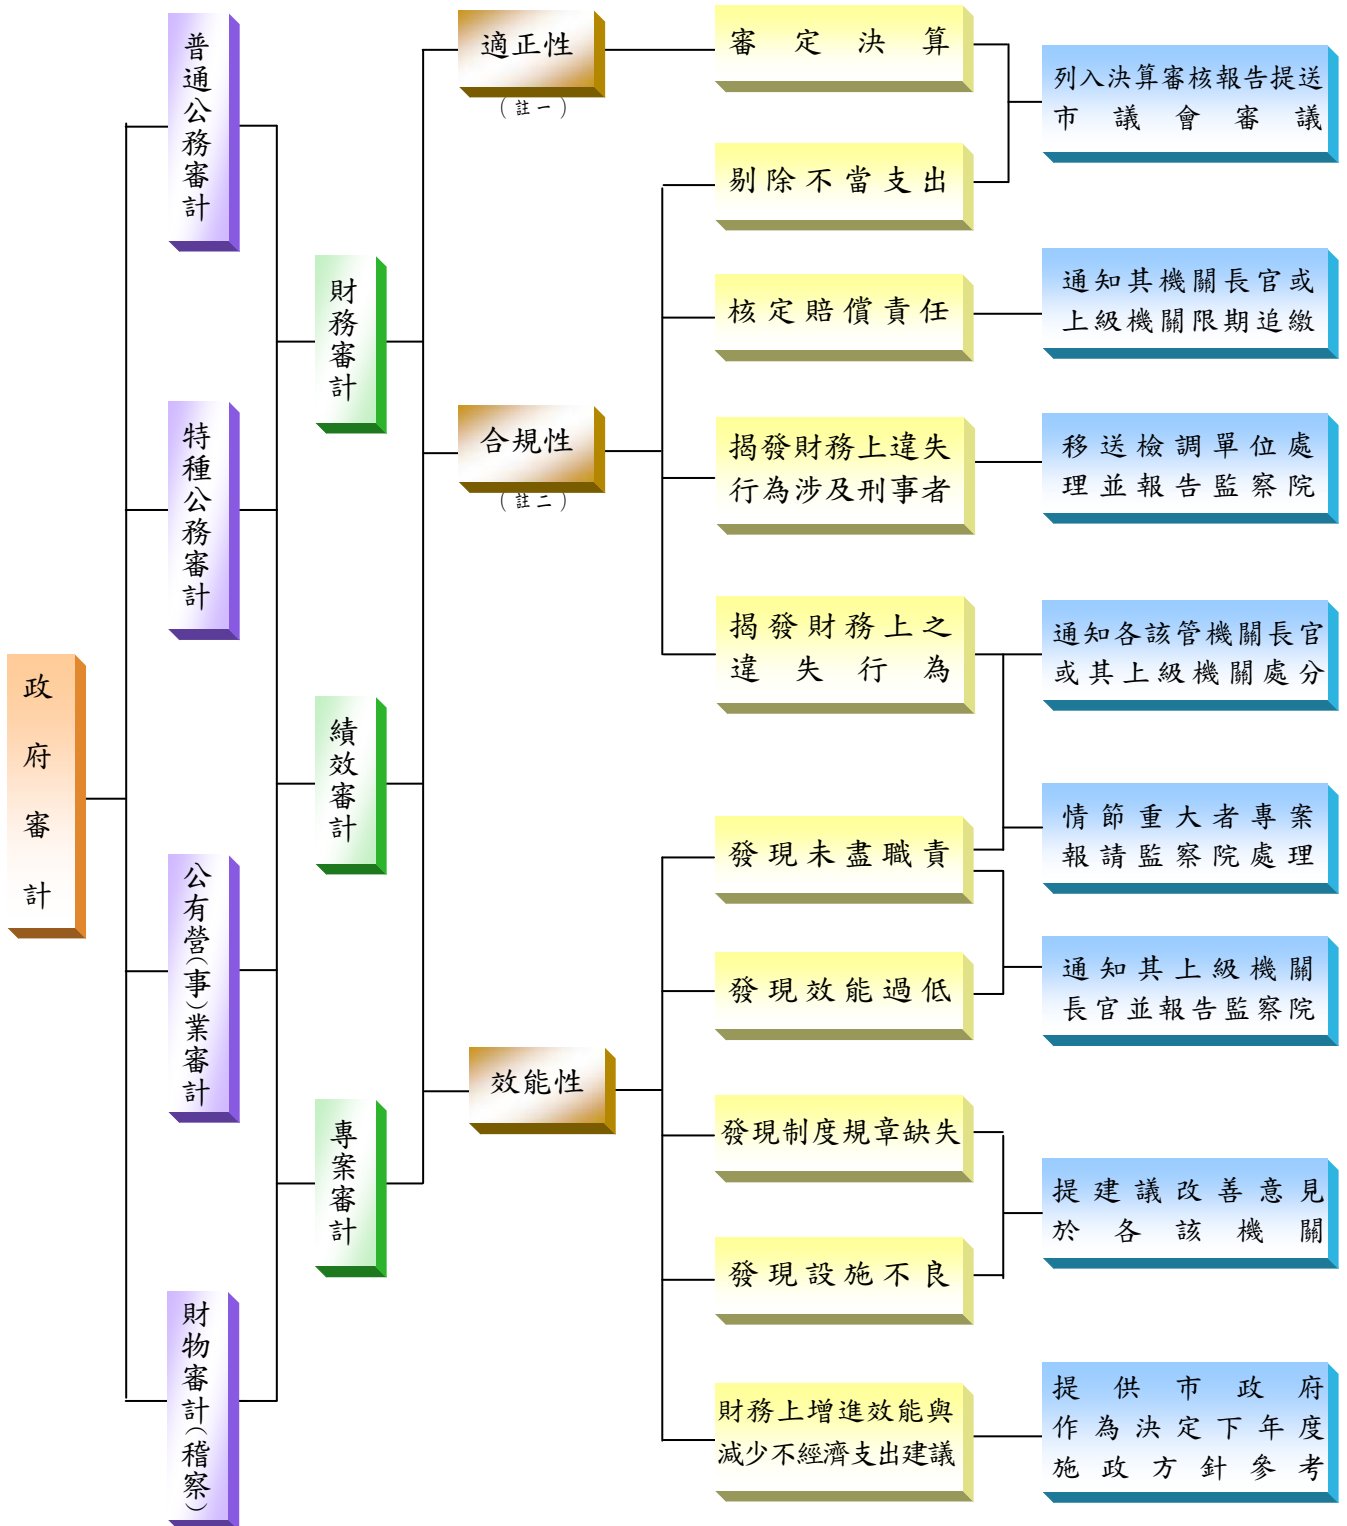 政府審計
普通公務審計
特種公務審計
公有營(事)業審計
財物審計(稽察)
財務審計
績效審計
專案審計
適正性
(註一)
合規性
(註二)
效能性
審定決算
剔除不當支出
核定賠償責任
揭發財務上違失
行為涉及刑事者
揭發財務上之
違失行為
發現未盡職責
發現效能過低
發現制度規章缺失
發現設施不良
財務上增進效能與
減少不經濟支出建議
列入決算審核報告提送
市議會審議
通知其機關長官或
上級機關限期追繳
移送檢調單位處
理並報告監察院
通知各該管機關長官
或其上級機關處分
情節重大者專案
報請監察院處理
通知其上級機關
長官並報告監察院
提建議改善意見
於各該機關
提供市政府
作為決定下年度
施政方針參考